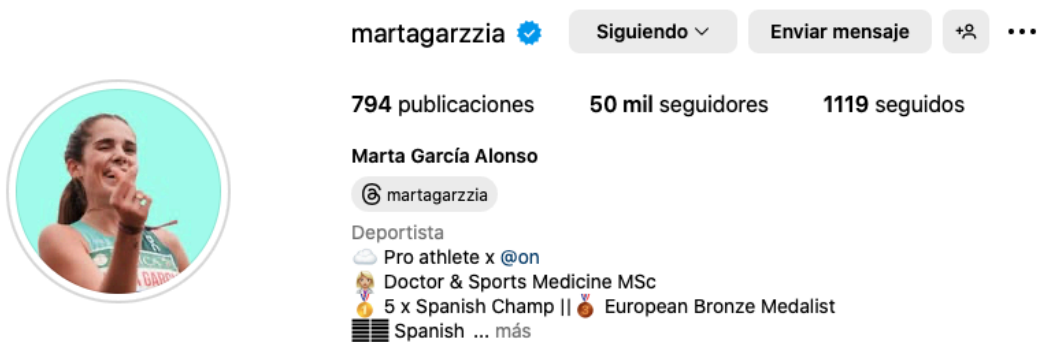 martagarzzia
Siguiendo
Enviar mensaje
794 publicaciones
50 mil seguidores
1119 seguidos
Marta García Alonso
martagarzzia
Deportista
Pro athlete x @on
Doctor & Sports Medicine MSc
5 x Spanish Champ || European Bronze Medalist
Spanish ... más